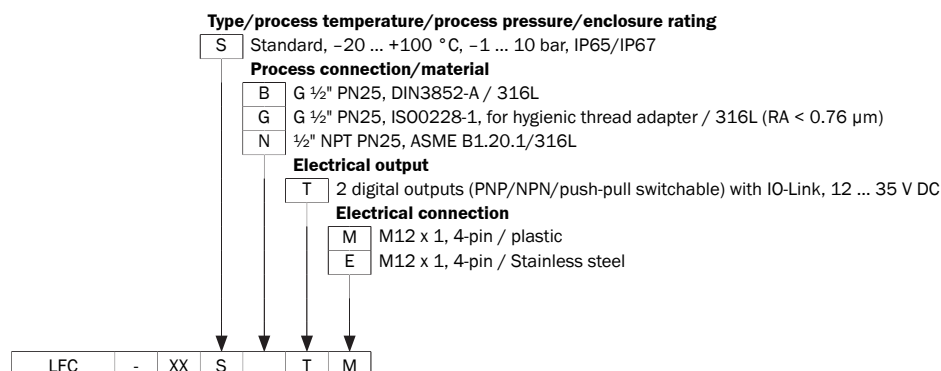 Type/process temperature/process pressure/enclosure rating
S Standard, –20 ... +100 °C, –1 ... 10 bar, IP65/IP67
Process connection/material
B G ½" PN25, DIN3852-A / 316L
G G ½" PN25, ISO0228-1, for hygienic thread adapter / 316L (RA < 0.76 µm)
N ½" NPT PN25, ASME B1.20.1/316L
Electrical output
T 2 digital outputs (PNP/NPN/push-pull switchable) with IO-Link, 12 ... 35 V DC
Electrical connection
M M12 x 1, 4-pin / plastic
E M12 x 1, 4-pin / Stainless steel
LFC - XX S T M